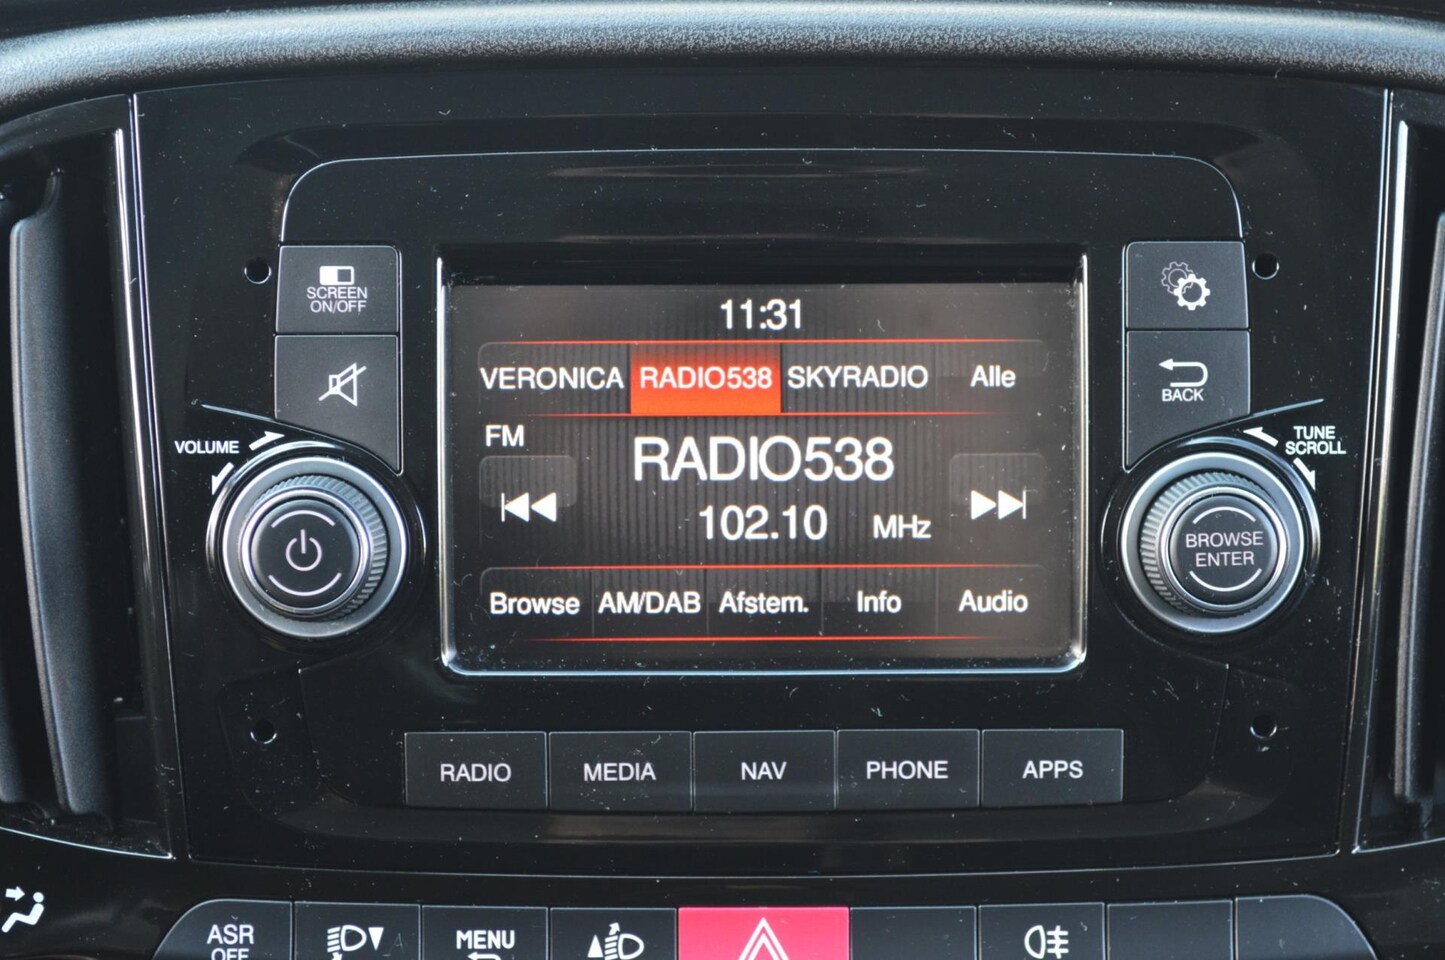 SCREEN
ON/OFF
11:31
VERONICA RADIO538 SKYRADIO Alle
BACK
FM
VOLUME
TUNE
SCROLL
RADIO538
102.10 MHz
BROWSE
ENTER
Browse AM/DAB Afstem. Info Audio
RADIO MEDIA NAV PHONE APPS
ASR
OFF
MENU